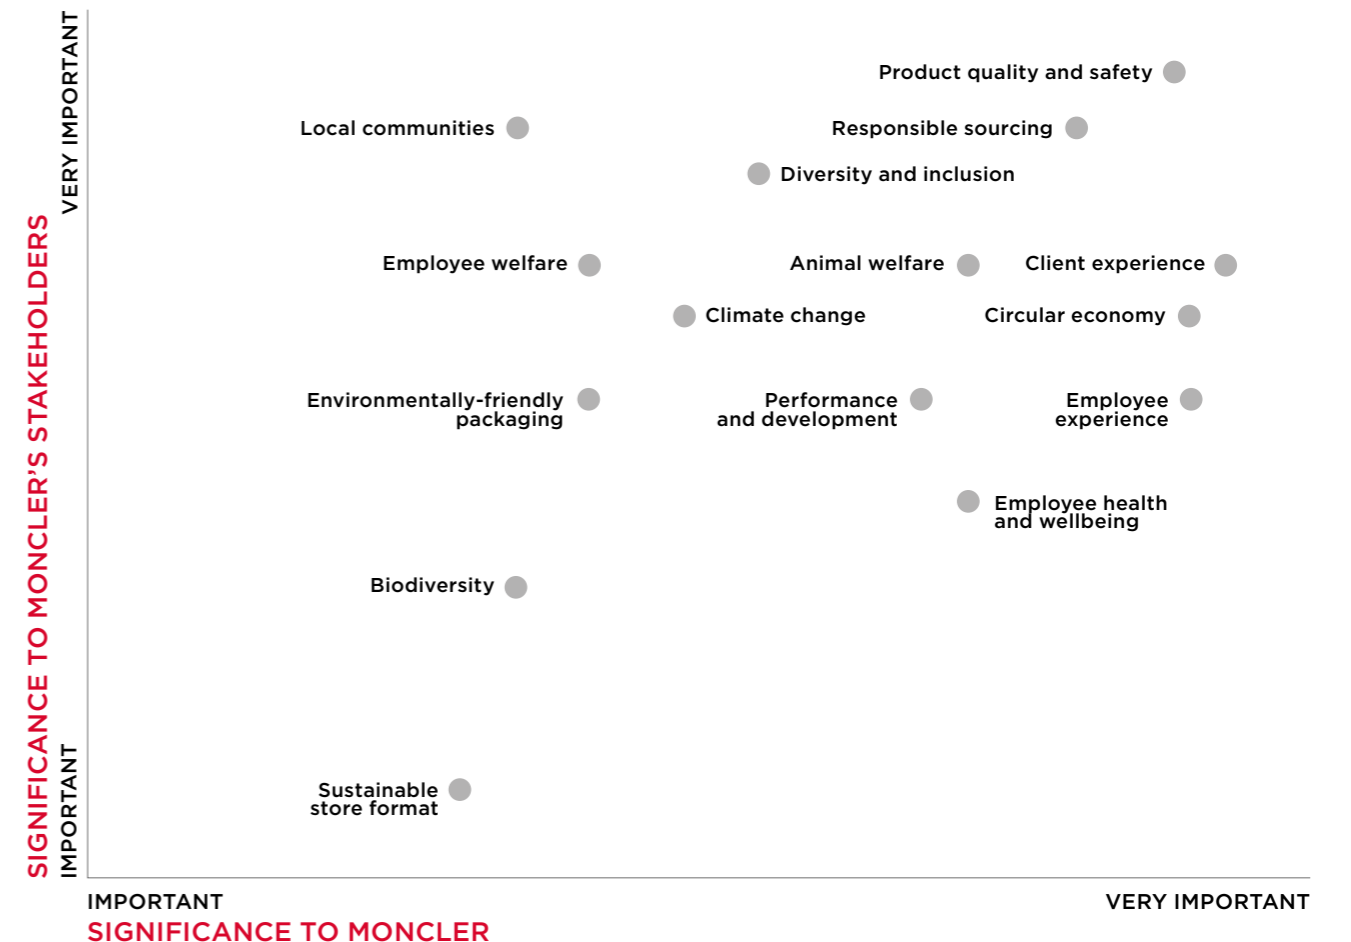 VERY IMPORTANT
SIGNIFICANCE TO MONCLER'S STAKEHOLDERS
IMPORTANT
Product quality and safety
Local communities
Responsible sourcing
Diversity and inclusion
Employee welfare
Animal welfare
Client experience
Climate change
Circular economy
Environmentally-friendly
packaging
Performance
and development
Employee
experience
Employee health
and wellbeing
Biodiversity
Sustainable
store format
IMPORTANT
VERY IMPORTANT
SIGNIFICANCE TO MONCLER